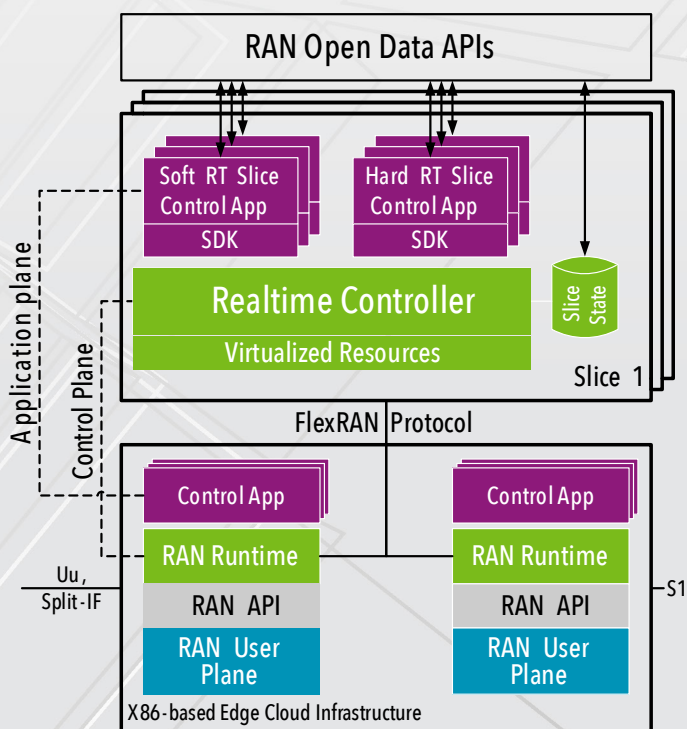 RAN Open Data APIs
Soft RT Slice
Control App
SDK
Hard RT Slice
Control App
SDK
Realtime Controller
Virtualized Resources
Slice
State
Slice 1
Application plane
Control Plane
FlexRAN Protocol
Control App
RAN Runtime
RAN API
RAN User
Plane
Control App
RAN Runtime
RAN API
RAN User
Plane
Uu,
Split-IF
S1
X86-based Edge Cloud Infrastructure